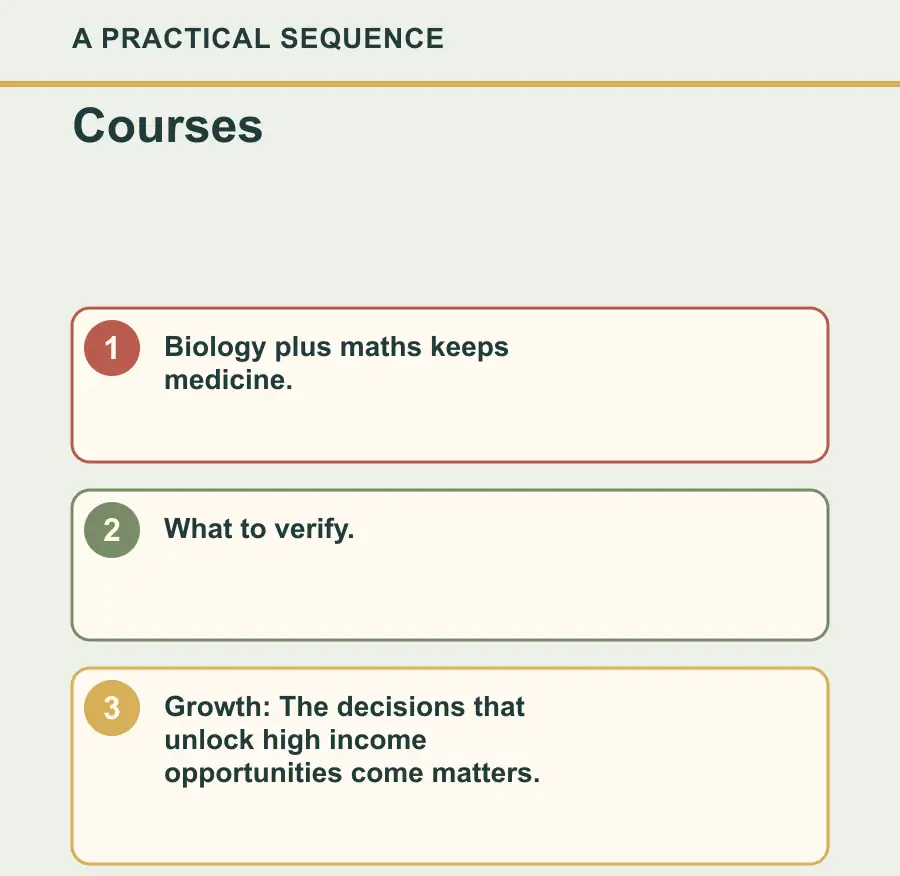 A PRACTICAL SEQUENCE
Courses
1
Biology plus maths keeps
medicine.
2
What to verify.
3
Growth: The decisions that
unlock high income
opportunities come matters.